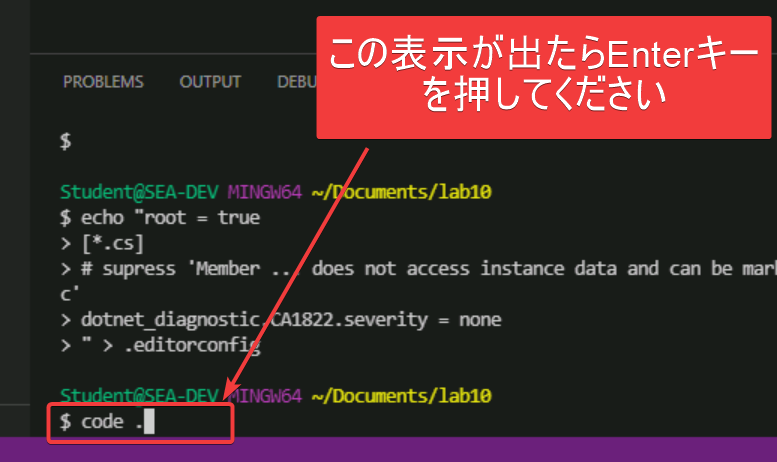 この表示が出たらEnterキー
を押してください
PROBLEMS OUTPUT DEBU
$
Student@SEA-DEV MINGW64 ~/Documents/lab10
$ echo "root = true
> [*.cs]
> # supress 'Member ... does not access instance data and can be mar
c'
> dotnet_diagnostic.CA1822.severity = none
> " > .editorconfig
Student@SEA-DEV MINGW64 ~/Documents/lab10
$ code .